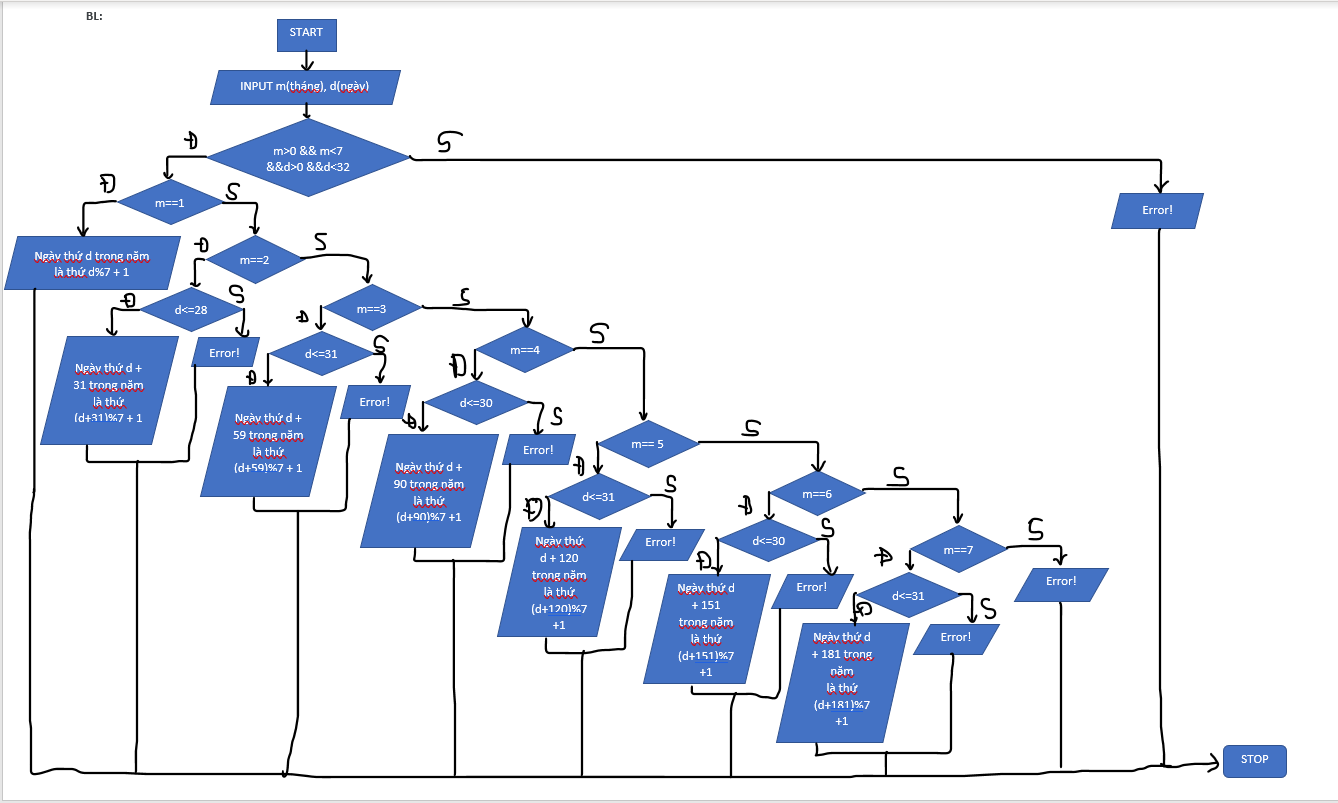 BL:
START
INPUT m(tháng), d(ngày)
m>0 && m<7
&&d>0 &&d<32
Đ
S
Error!
m==1
Đ
S
Ngày thứ d trong năm
là thứ d%7 + 1
m==2
Đ
S
d<=28
Đ
S
Ngày thứ d +
31 trong năm
là thứ
(d+31)%7 + 1
Error!
m==3
Đ
S
d<=31
Đ
S
Ngày thứ d +
59 trong năm
là thứ
(d+59)%7 + 1
Error!
m==4
Đ
S
d<=30
Đ
S
Ngày thứ d +
90 trong năm
là thứ
(d+90)%7 +1
Error!
m== 5
Đ
S
d<=31
Đ
S
Ngày thứ
d + 120
trong năm
là thứ
(d+120)%7
+1
Error!
m==6
Đ
S
d<=30
Đ
S
Ngày thứ d
+ 151
trong năm
là thứ
(d+151)%7
+1
Error!
m==7
Đ
S
d<=31
Đ
S
Ngày thứ d
+ 181 trong
năm
là thứ
(d+181)%7
+1
Error!
Error!
STOP